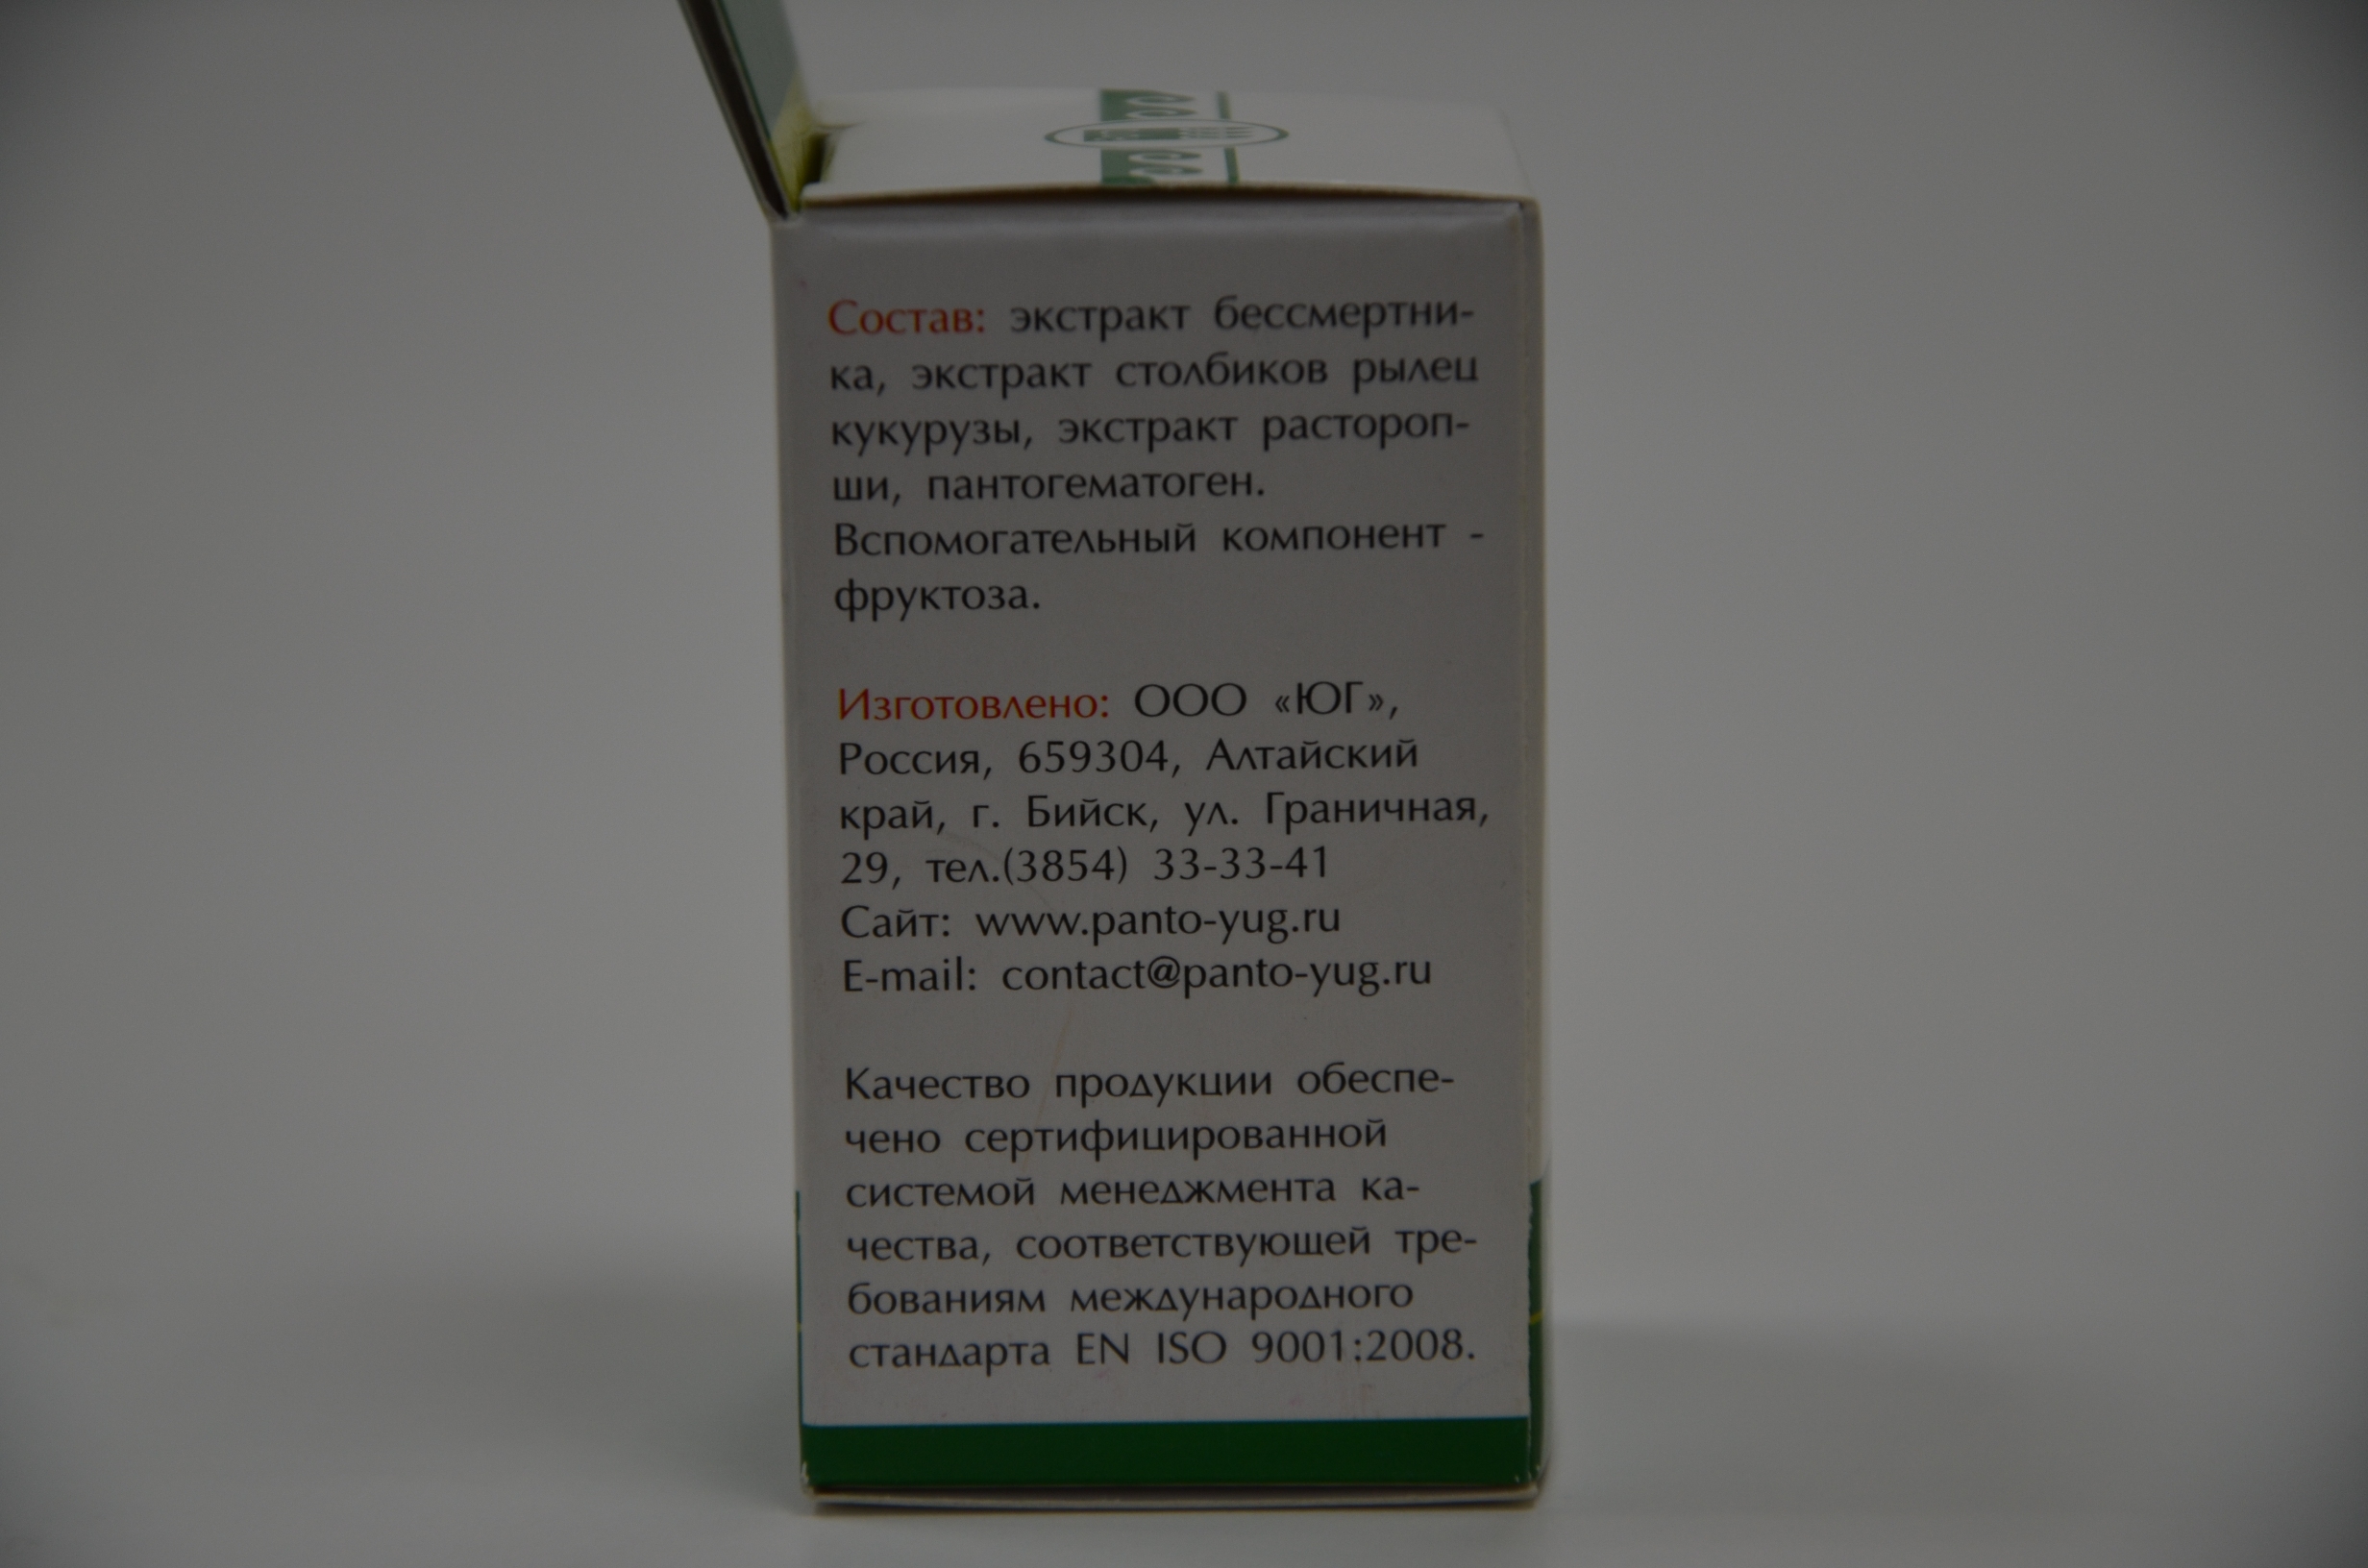 Состав: экстракт бессмертни-
ка, экстракт столбиков рылец
кукурузы, экстракт растороп-
ши, пантогематоген.
Вспомогательный компонент -
фруктоза.
Изготовлено: ООО «ЮГ»,
Россия, 659304, Алтайский
край, г. Бийск, ул. Граничная,
29, тел.(3854) 33-33-41
Сайт: www.panto-yug.ru
E-mail: contact@panto-yug.ru
Качество продукции обеспе-
чено сертифицированной
системой менеджмента ка-
чества, соответствующей тре-
бованиям международного
стандарта EN ISO 9001:2008.